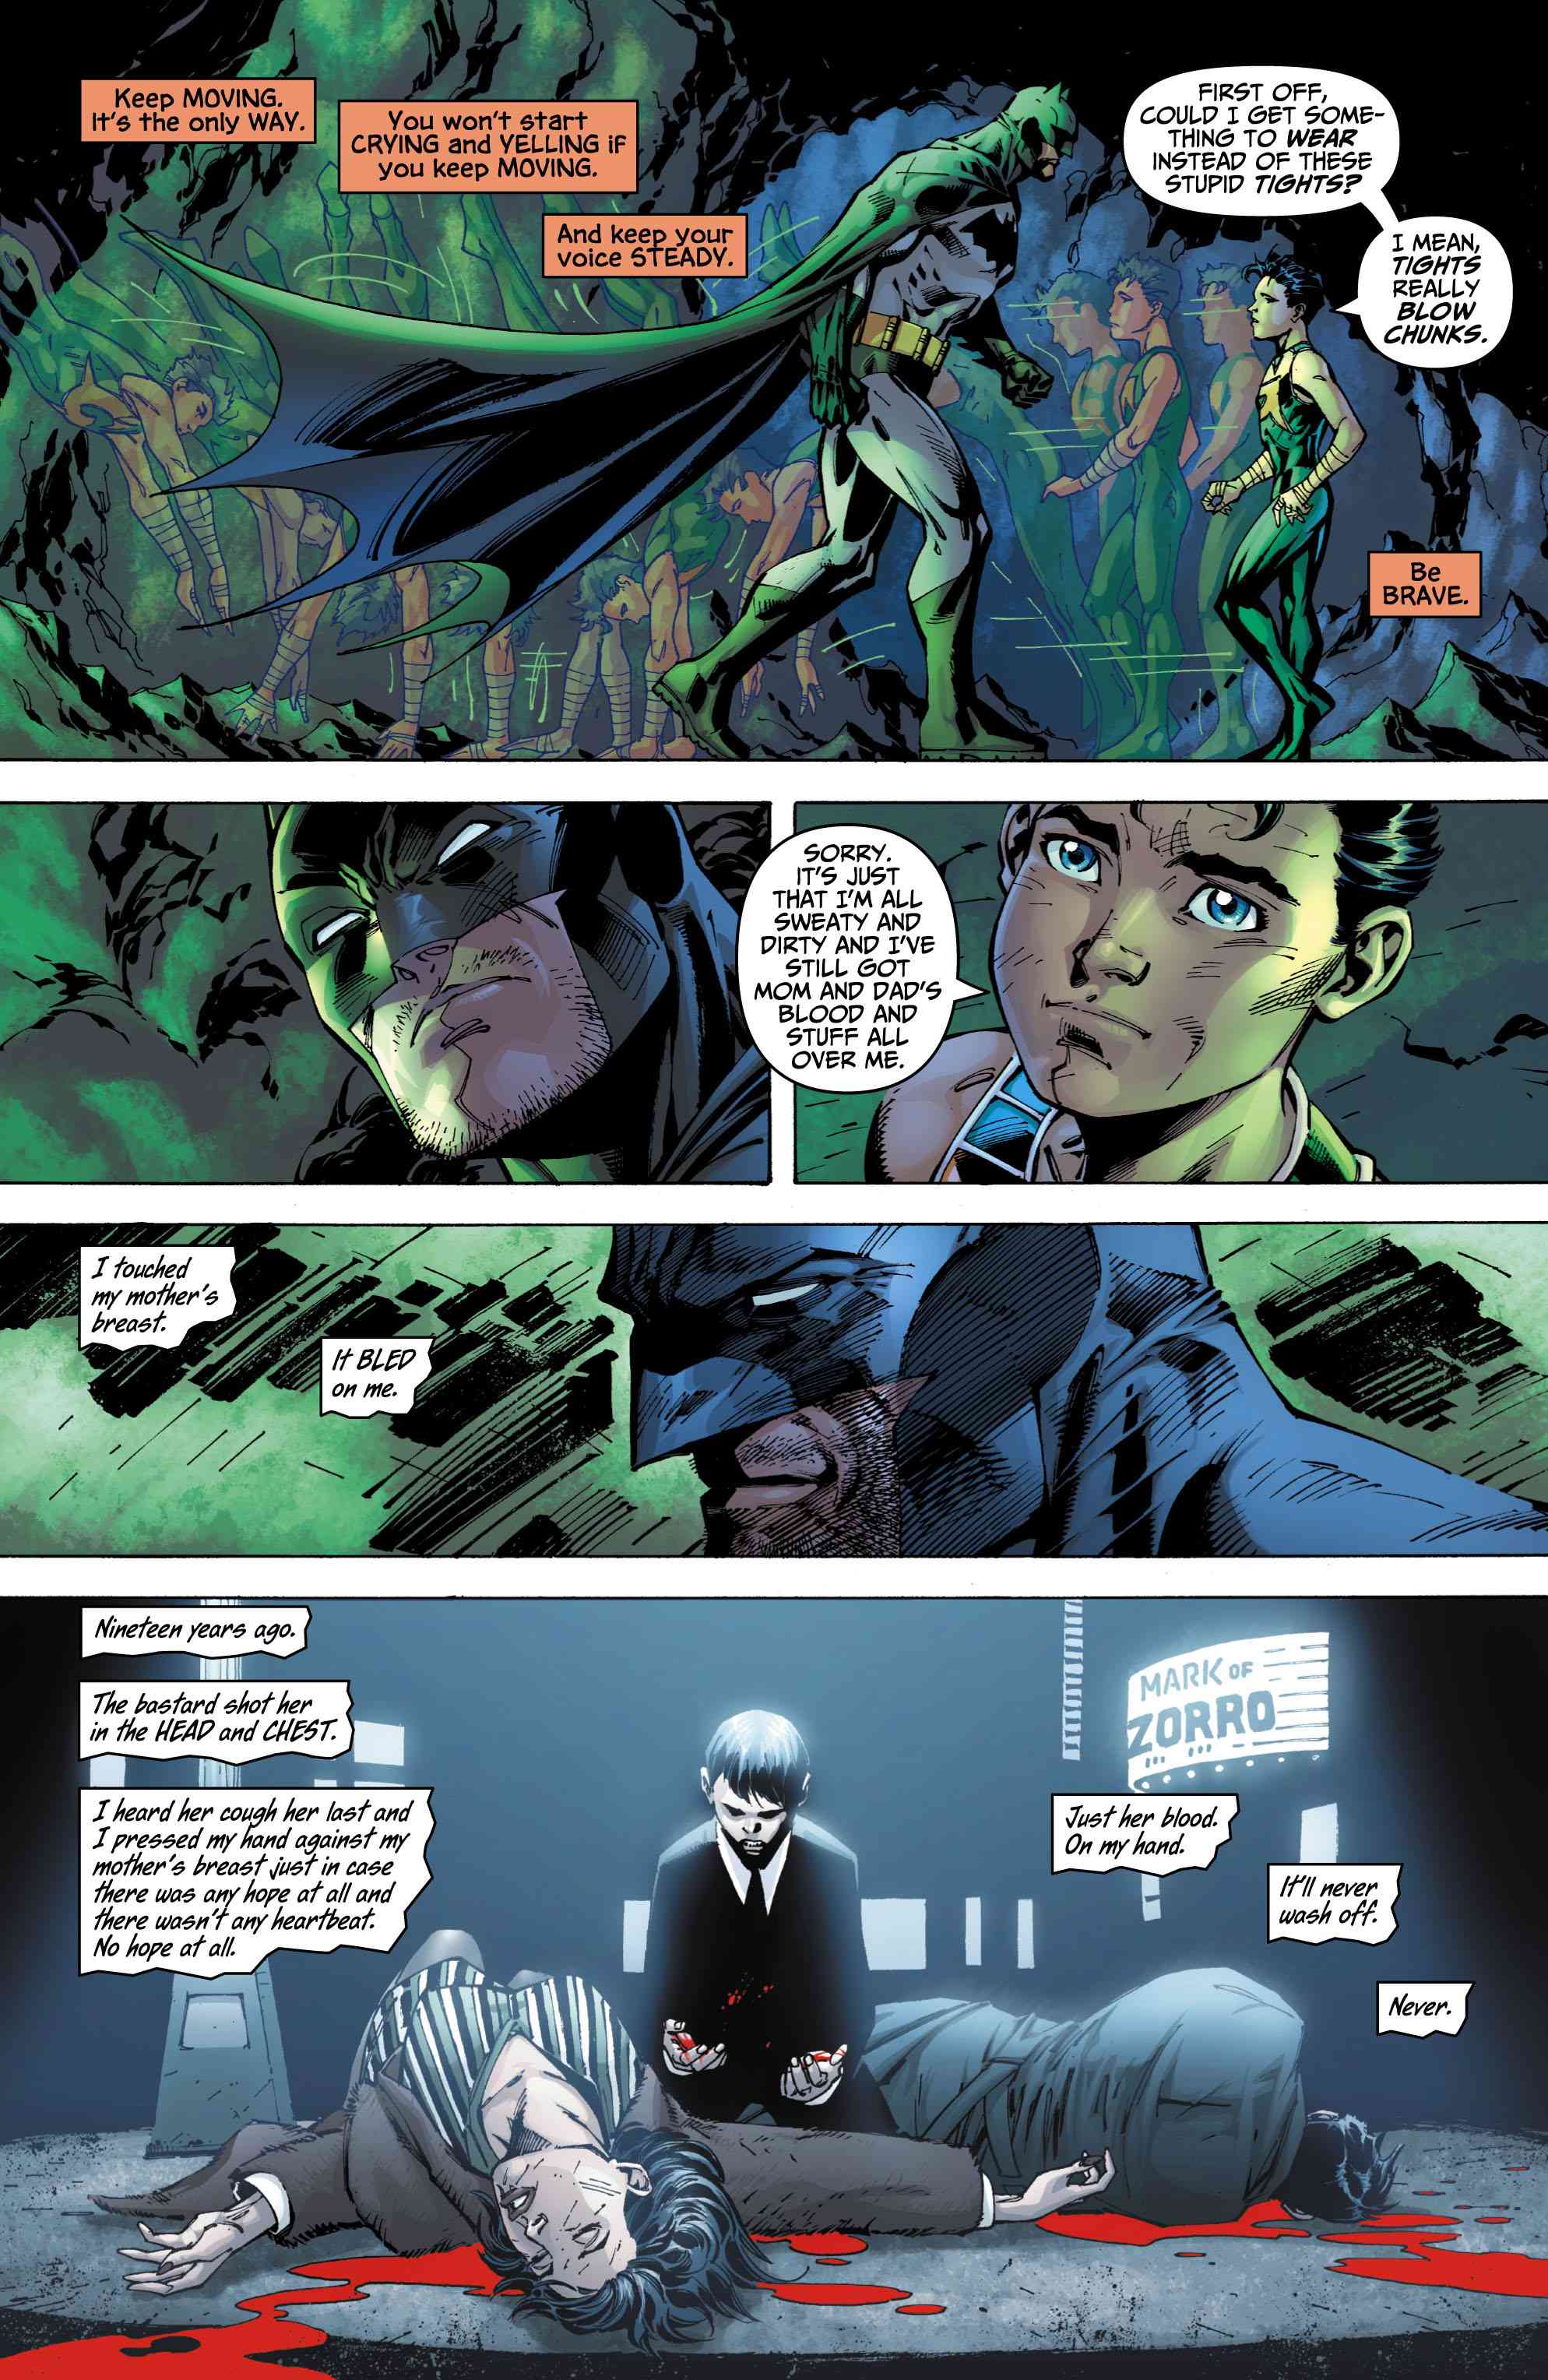 Keep MOVING.
It's the only WAY.
You won't start
CRYING and YELLING if
you keep MOVING.
And keep your
voice STEADY.
FIRST OFF,
COULD I GET SOME-
THING TO WEAR
INSTEAD OF THESE
STUPID TIGHTS?
I MEAN,
TIGHTS
REALLY
BLOW
CHUNKS.
Be
BRAVE.
SORRY.
IT'S JUST
THAT I'M ALL
SWEATY AND
DIRTY AND I'VE
STILL GOT
MOM AND DAD'S
BLOOD AND
STUFF ALL
OVER ME.
I touched
my mother's
breast.
It BLED
on me.
Nineteen years ago.
The bastard shot her
in the HEAD and CHEST.
I heard her cough her last and
I pressed my hand against my
mother's breast just in case
there was any hope at all and
there wasn't any heartbeat.
No hope at all.
MARK OF
ZORRO
Just her blood.
On my hand.
It'll never
wash off.
Never.